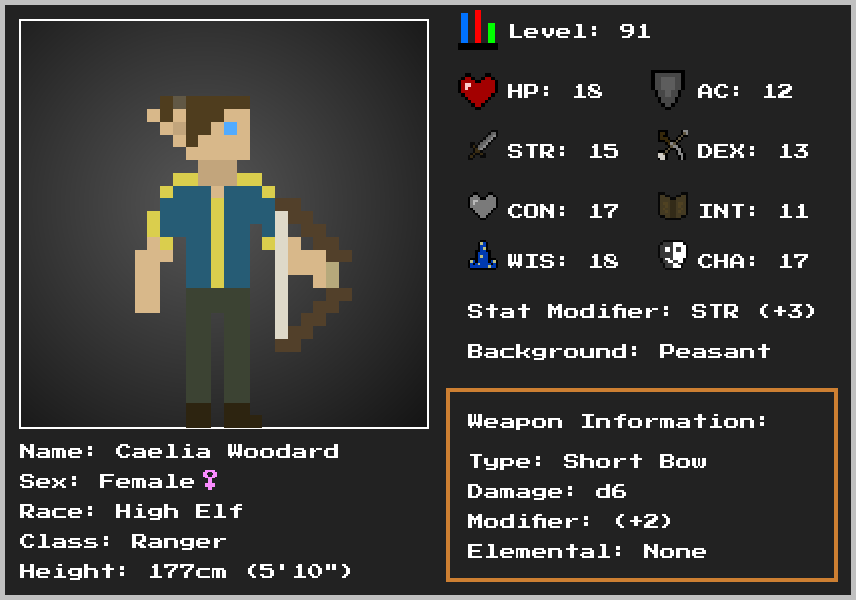 Level: 91
HP: 18 AC: 12
STR: 15 DEX: 13
CON: 17 INT: 11
WIS: 18 CHA: 17
Stat Modifier: STR (+3)
Background: Peasant
Weapon Information:
Type: Short Bow
Damage: d6
Modifier: (+2)
Elemental: None
Name: Caelia Woodard
Sex: Female♀
Race: High Elf
Class: Ranger
Height: 177cm (5'10")